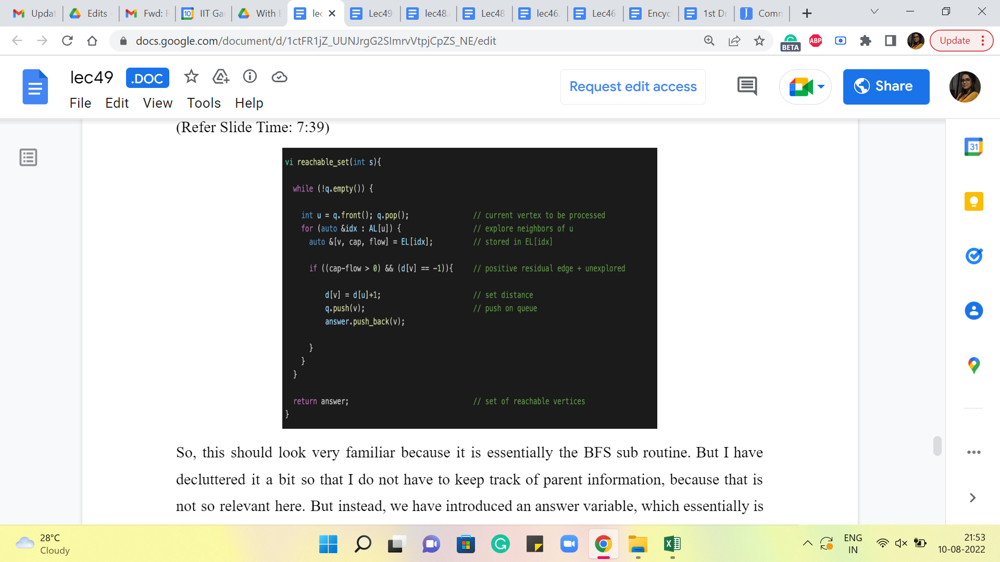 Updat
Edits -
Fwd: F
10 IIT Ga
With E
lec
Lec49
lec48.
Lec48
lec46.
Lec46
Encyc
1st Dr
J Comm
docs.google.com/document/d/1ctFR1jZ_UUNJrgG2SImrvVtpjCpZS_NE/edit
BETA
ABP
Update
lec49 .DOC
Request edit access
Share
File Edit View Tools Help
(Refer Slide Time: 7:39)
31
vi reachable_set(int s){
while (!q.empty()) {
int u = q.front(); q.pop(); // current vertex to be processed
for (auto &idx : AL[u]) { // explore neighbors of u
auto &[v, cap, flow] = EL[idx]; // stored in EL[idx]
if ((cap-flow > 0) && (d[v] == -1)){ // positive residual edge + unexplored
d[v] = d[u]+1; // set distance
q.push(v); // push on queue
answer.push_back(v);
}
}
}
return answer; // set of reachable vertices
}
So, this should look very familiar because it is essentially the BFS sub routine. But I have
decluttered it a bit so that I do not have to keep track of parent information, because that is
not so relevant here. But instead, we have introduced an answer variable, which essentially is
28°C
Cloudy
ENG
IN
21:53
10-08-2022